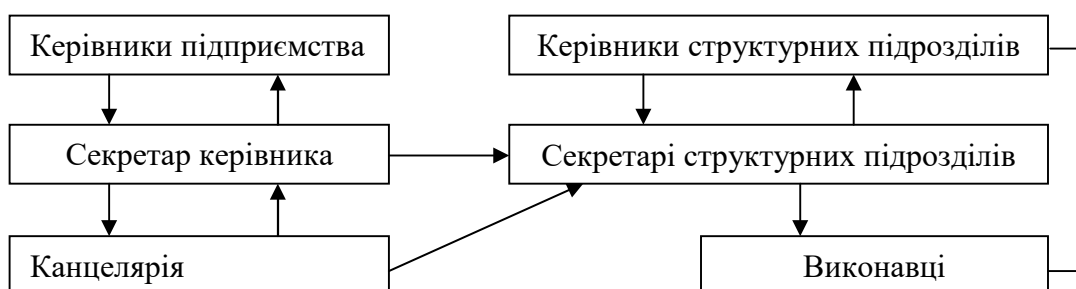 Керівники підприємства
Керівники структурних підрозділів
Секретар керівника
Секретарі структурних підрозділів
Канцелярія
Виконавці